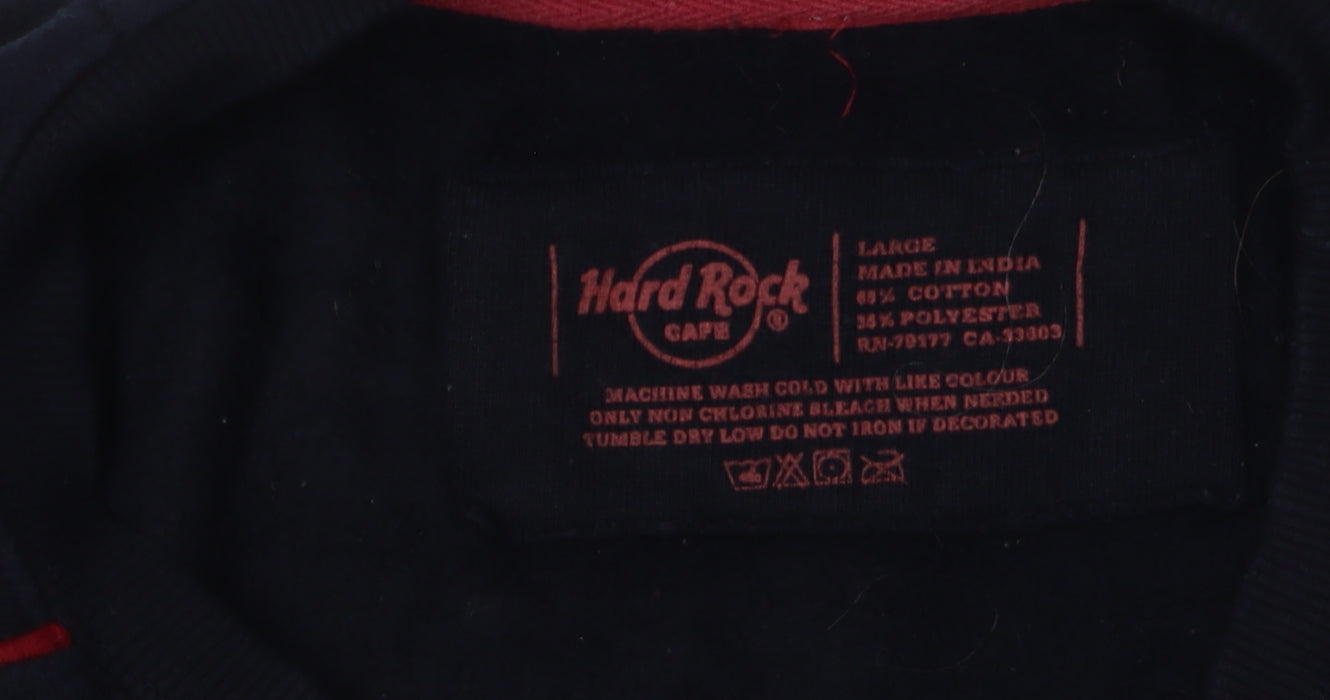 Hard Rock
CAFE
®
LARGE
MADE IN INDIA
65% COTTON
35% POLYESTER
RN-79177 CA-33603
MACHINE WASH COLD WITH LIKE COLOUR
ONLY NON CHLORINE BLEACH WHEN NEEDED
TUMBLE DRY LOW DO NOT IRON IF DECORATED